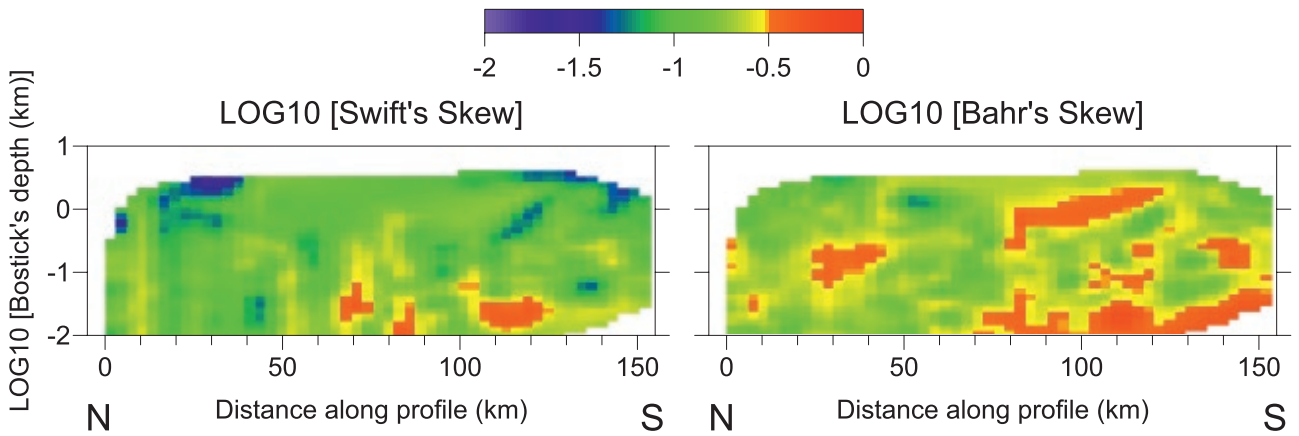 -2 -1.5 -1 -0.5 0
LOG10 [Swift's Skew]
LOG10 [Bahr's Skew]
LOG10 [Bostick's depth (km)]
1
0
-1
-2
0 50 100 150
0 50 100 150
N Distance along profile (km) S
N Distance along profile (km) S